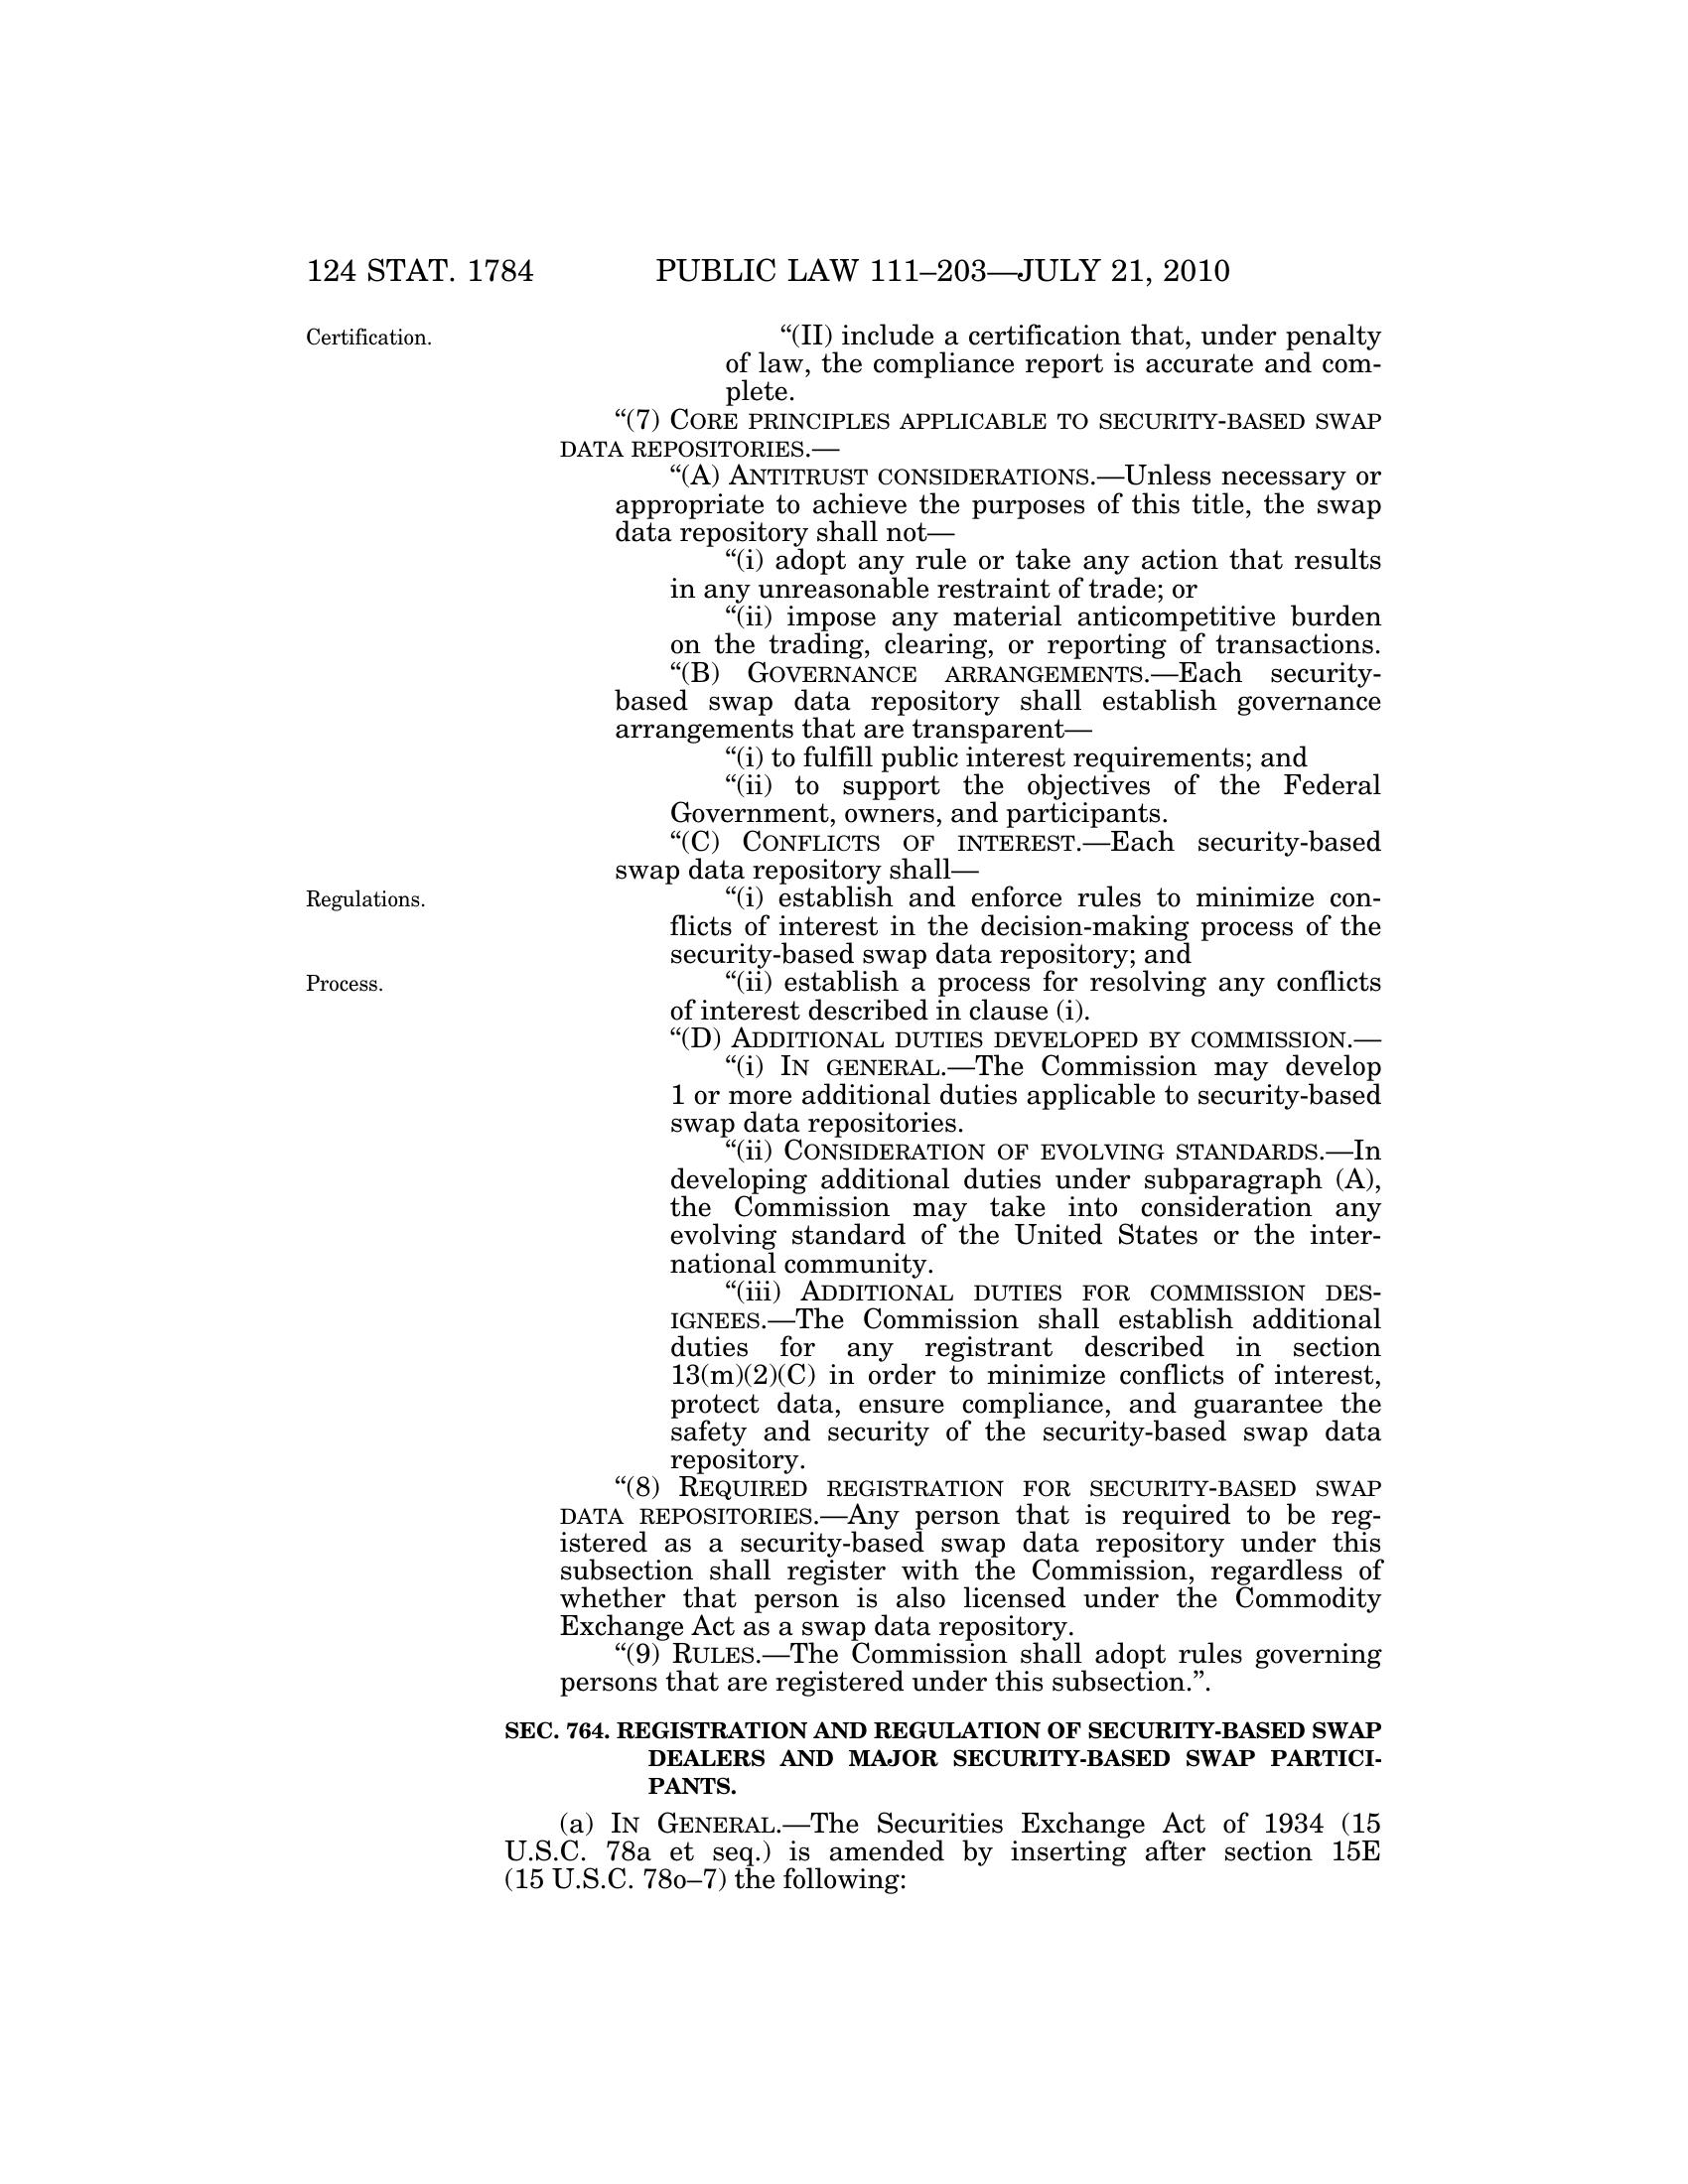 124 STAT. 1784 PUBLIC LAW 111–203—JULY 21, 2010
Certification.
“(II) include a certification that, under penalty
of law, the compliance report is accurate and com-
plete.
“(7) CORE PRINCIPLES APPLICABLE TO SECURITY-BASED SWAP
DATA REPOSITORIES.—
“(A) ANTITRUST CONSIDERATIONS.—Unless necessary or
appropriate to achieve the purposes of this title, the swap
data repository shall not—
“(i) adopt any rule or take any action that results
in any unreasonable restraint of trade; or
“(ii) impose any material anticompetitive burden
on the trading, clearing, or reporting of transactions.
“(B) GOVERNANCE ARRANGEMENTS.—Each security-
based swap data repository shall establish governance
arrangements that are transparent—
“(i) to fulfill public interest requirements; and
“(ii) to support the objectives of the Federal
Government, owners, and participants.
“(C) CONFLICTS OF INTEREST.—Each security-based
swap data repository shall—
Regulations.
“(i) establish and enforce rules to minimize con-
flicts of interest in the decision-making process of the
security-based swap data repository; and
Process.
“(ii) establish a process for resolving any conflicts
of interest described in clause (i).
“(D) ADDITIONAL DUTIES DEVELOPED BY COMMISSION.—
“(i) IN GENERAL.—The Commission may develop
1 or more additional duties applicable to security-based
swap data repositories.
“(ii) CONSIDERATION OF EVOLVING STANDARDS.—In
developing additional duties under subparagraph (A),
the Commission may take into consideration any
evolving standard of the United States or the inter-
national community.
“(iii) ADDITIONAL DUTIES FOR COMMISSION DES-
IGNEES.—The Commission shall establish additional
duties for any registrant described in section
13(m)(2)(C) in order to minimize conflicts of interest,
protect data, ensure compliance, and guarantee the
safety and security of the security-based swap data
repository.
“(8) REQUIRED REGISTRATION FOR SECURITY-BASED SWAP
DATA REPOSITORIES.—Any person that is required to be reg-
istered as a security-based swap data repository under this
subsection shall register with the Commission, regardless of
whether that person is also licensed under the Commodity
Exchange Act as a swap data repository.
“(9) RULES.—The Commission shall adopt rules governing
persons that are registered under this subsection.”.
SEC. 764. REGISTRATION AND REGULATION OF SECURITY-BASED SWAP
DEALERS AND MAJOR SECURITY-BASED SWAP PARTICI-
PANTS.
(a) IN GENERAL.—The Securities Exchange Act of 1934 (15
U.S.C. 78a et seq.) is amended by inserting after section 15E
(15 U.S.C. 78o–7) the following: